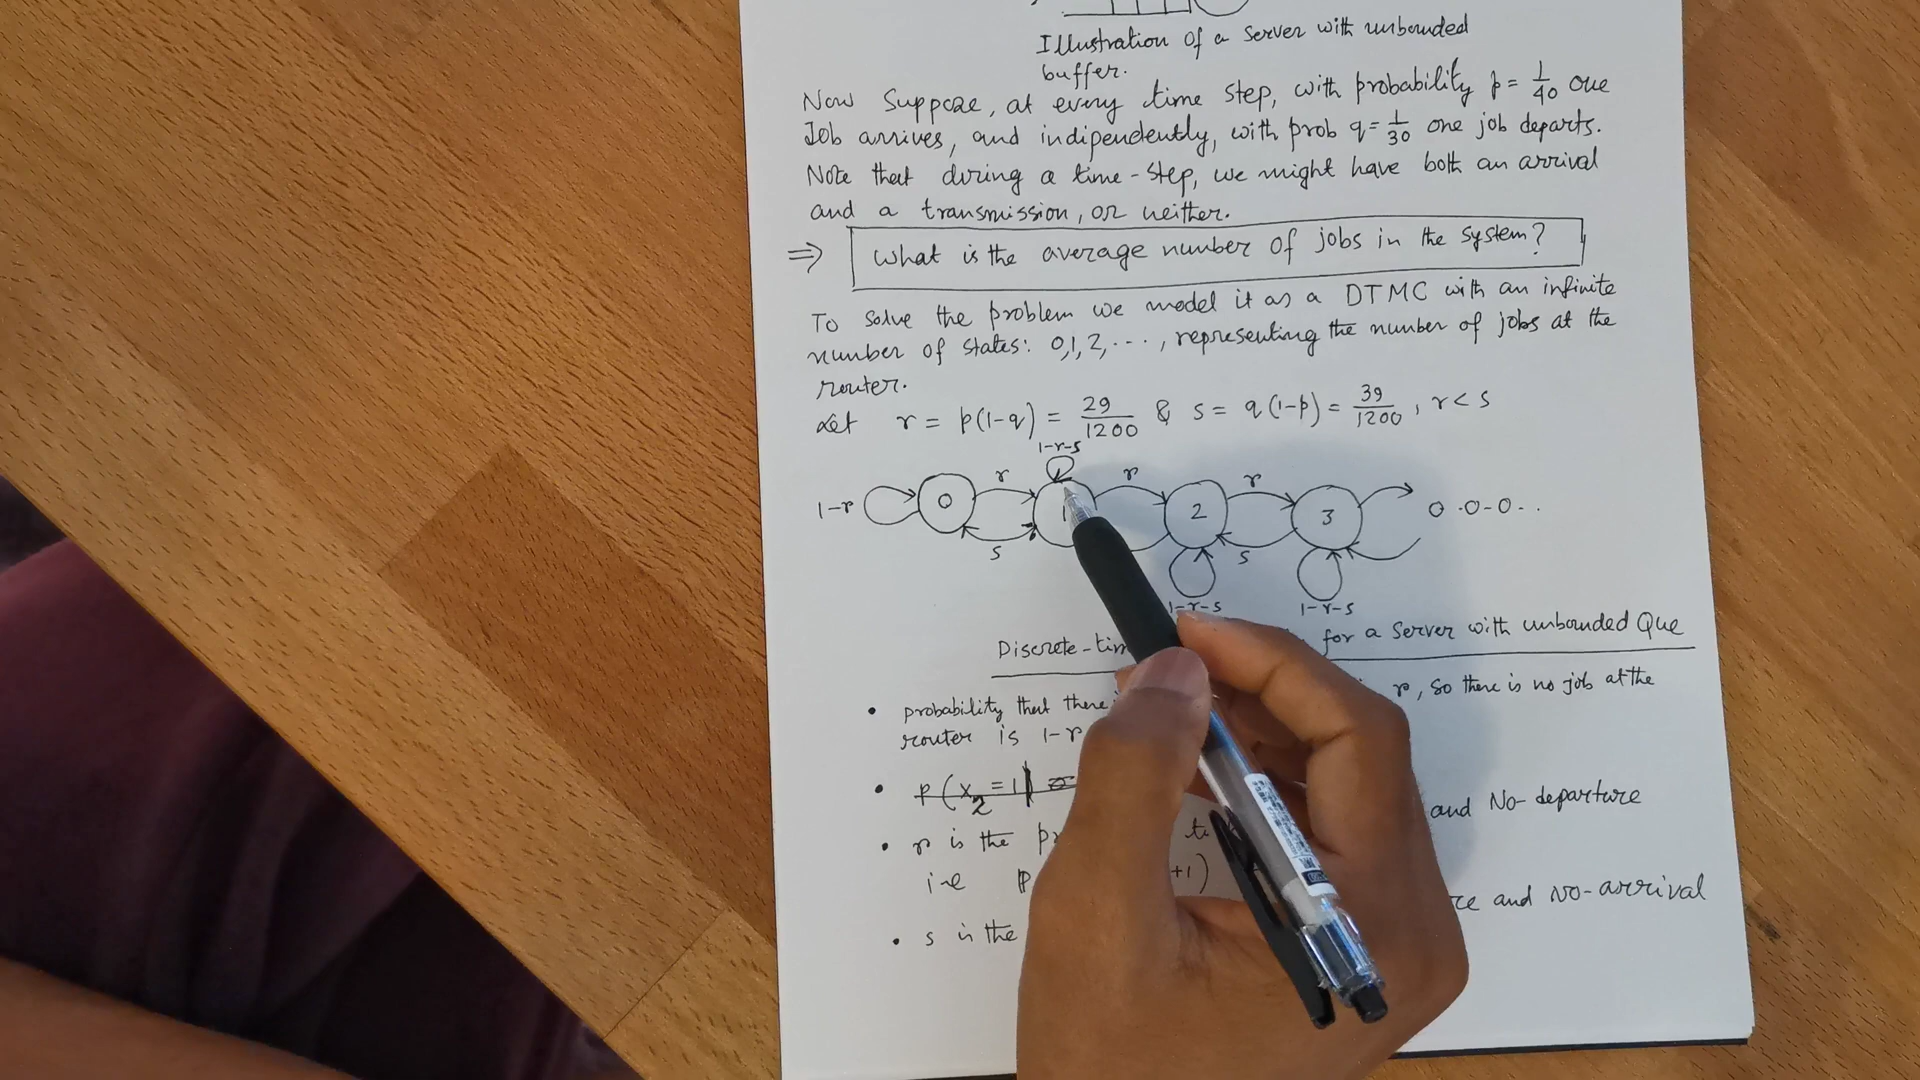 Illustration of a Server with unbounded
buffer.
Now Suppose, at every time step, with probability p = 1/40 one
Job arrives, and indipendently, with prob q = 1/30 one job departs.
Note that during a time-step, we might have both an arrival
and a transmission, or neither.
⇒ What is the average number of jobs in the system?
To solve the problem we model it as a DTMC with an infinite
number of states: 0,1,2,..., representing the number of jobs at the
router.
Let r = p(1-q) = 29/1200 & s = q(1-p) = 39/1200, r < s
1-r-s
r r r
1-r 0 1 2 3 0.0-0..
s s
1-r-s 1-r-s
Discrete-tim for a Server with unbounded Que
• probability that there r, so there is no job at the
router is 1-r
• P(x2 = 1|
and No-departure
• r is the
i-e P +1)
and No-arrival
• s is the